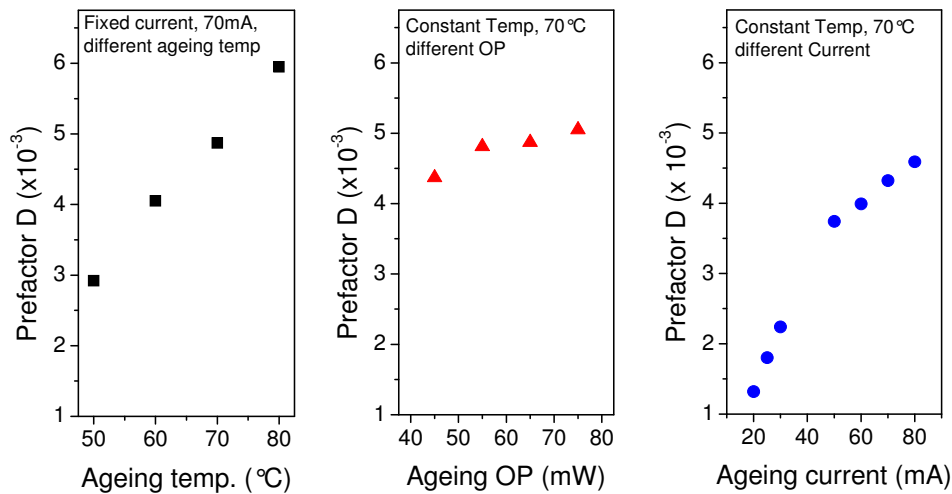 Fixed current, 70mA,
different ageing temp
6
5
4
3
2
1
50 60 70 80
Prefactor D (x10-3)
Ageing temp. (°C)
Constant Temp, 70°C
different OP
6
5
4
3
2
1
40 50 60 70 80
Prefactor D (x10-3)
Ageing OP (mW)
Constant Temp, 70°C
different Current
6
5
4
3
2
1
20 40 60 80
Prefactor D (x 10-3)
Ageing current (mA)